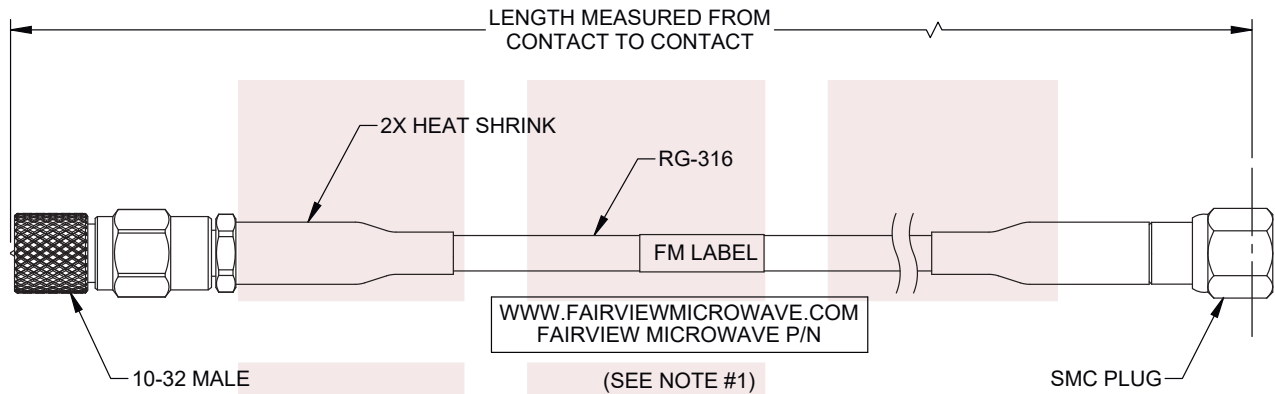 LENGTH MEASURED FROM
CONTACT TO CONTACT
2X HEAT SHRINK
RG-316
FM LABEL
WWW.FAIRVIEWMICROWAVE.COM
FAIRVIEW MICROWAVE P/N
10-32 MALE
(SEE NOTE #1)
SMC PLUG